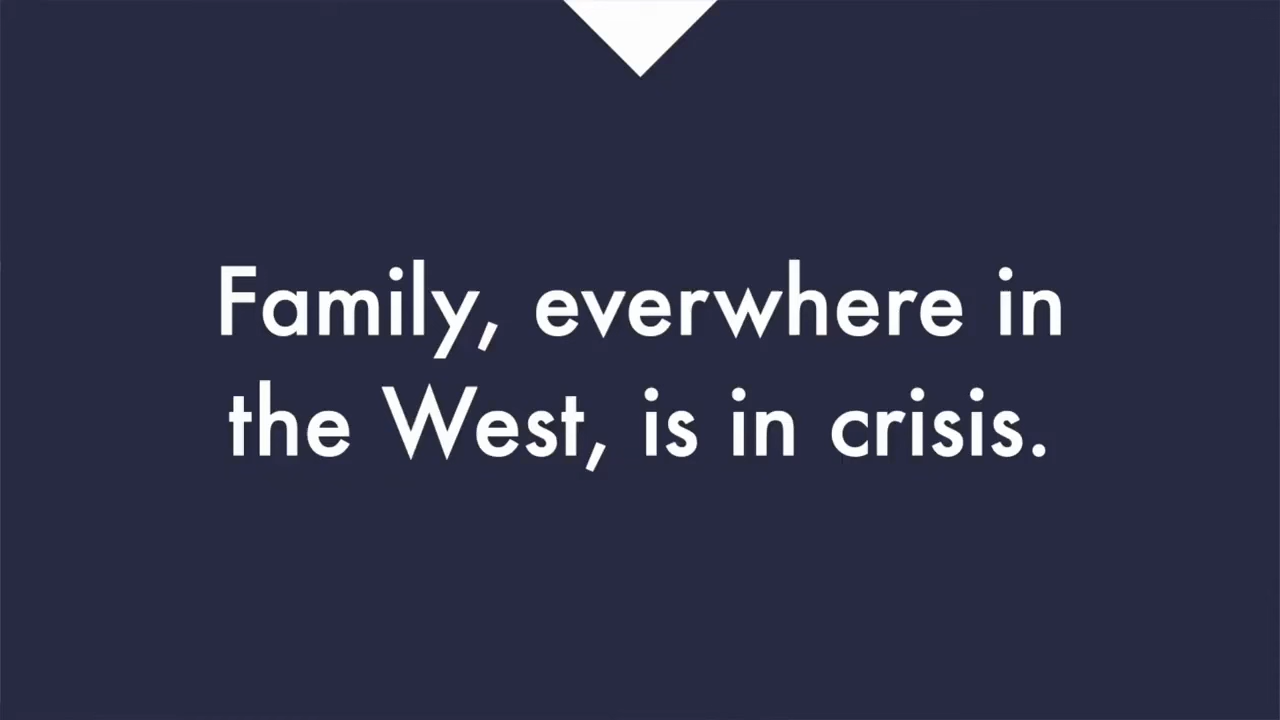 Family, everwhere in
the West, is in crisis.